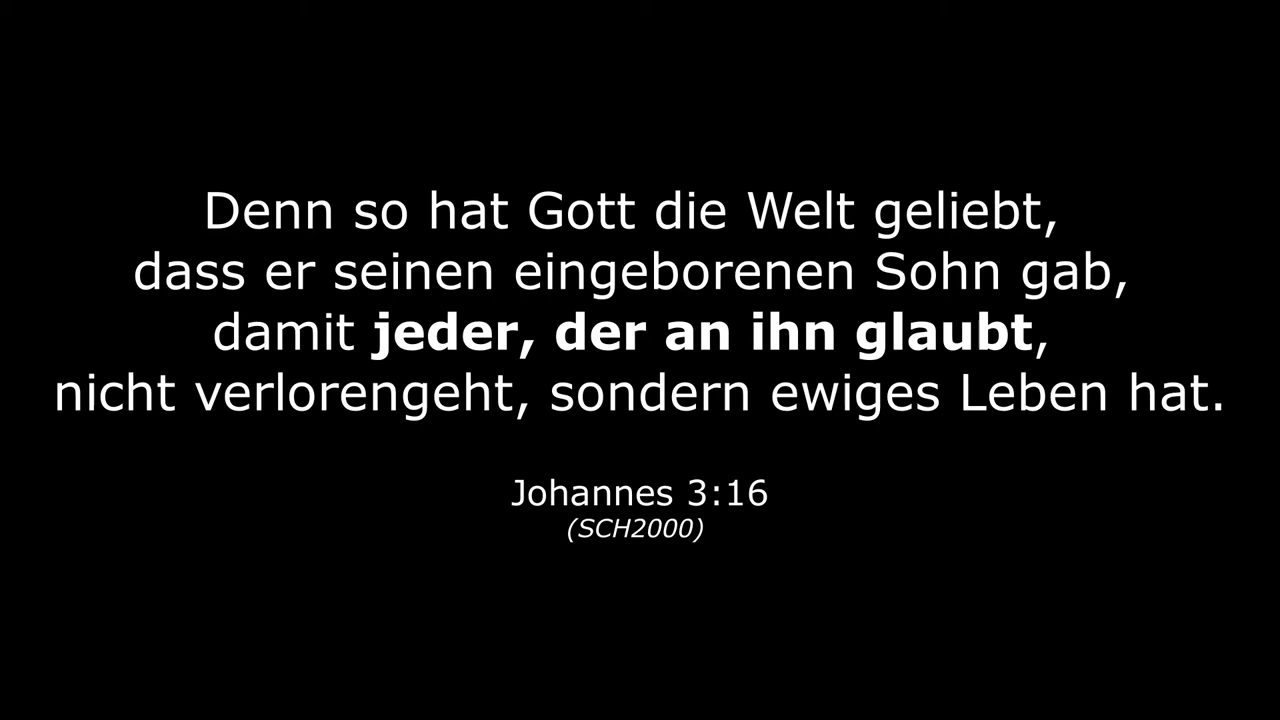 Denn so hat Gott die Welt geliebt,
dass er seinen eingeborenen Sohn gab,
damit jeder, der an ihn glaubt,
nicht verlorengeht, sondern ewiges Leben hat.
Johannes 3:16
(SCH2000)